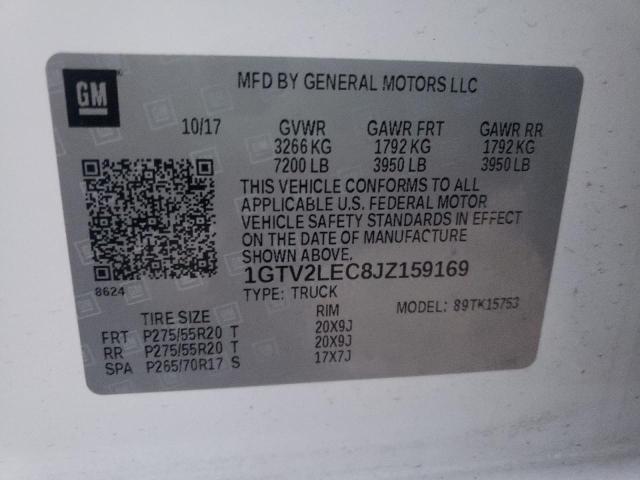 GM
MFD BY GENERAL MOTORS LLC
10/17 GVWR GAWR FRT GAWR RR
3266 KG 1792 KG 1792 KG
7200 LB 3950 LB 3950 LB
THIS VEHICLE CONFORMS TO ALL
APPLICABLE U.S. FEDERAL MOTOR
VEHICLE SAFETY STANDARDS IN EFFECT
ON THE DATE OF MANUFACTURE
SHOWN ABOVE.
8624
1GTV2LEC8JZ159169
TYPE: TRUCK MODEL: 89TK15753
TIRE SIZE RIM
FRT P275/55R20 T 20X9J
RR P275/55R20 T 20X9J
SPA P265/70R17 S 17X7J